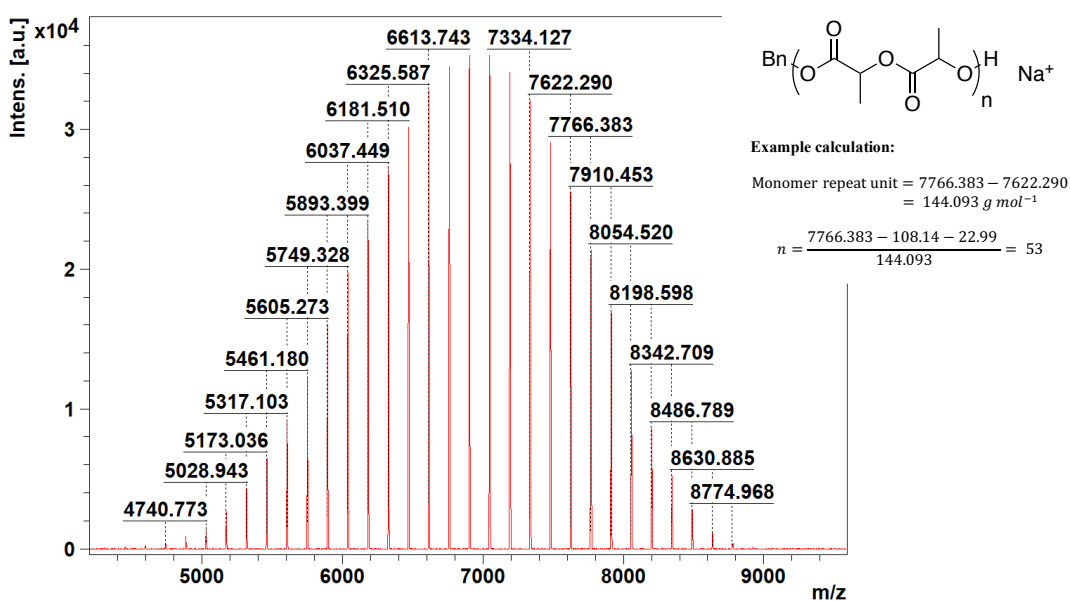 x10⁴
Intens. [a.u.]
3
2
1
0
6613.743
7334.127
6325.587
7622.290
6181.510
7766.383
6037.449
7910.453
5893.399
8054.520
5749.328
8198.598
5605.273
8342.709
5461.180
8486.789
5317.103
8630.885
5173.036
8774.968
5028.943
4740.773
5000
6000
7000
8000
9000
m/z
O
Bn
O
O
O
O
H
n
Na⁺
Example calculation:
Monomer repeat unit = 7766.383 − 7622.290
= 144.093 g mol⁻¹
n = (7766.383 − 108.14 − 22.99) / 144.093 = 53